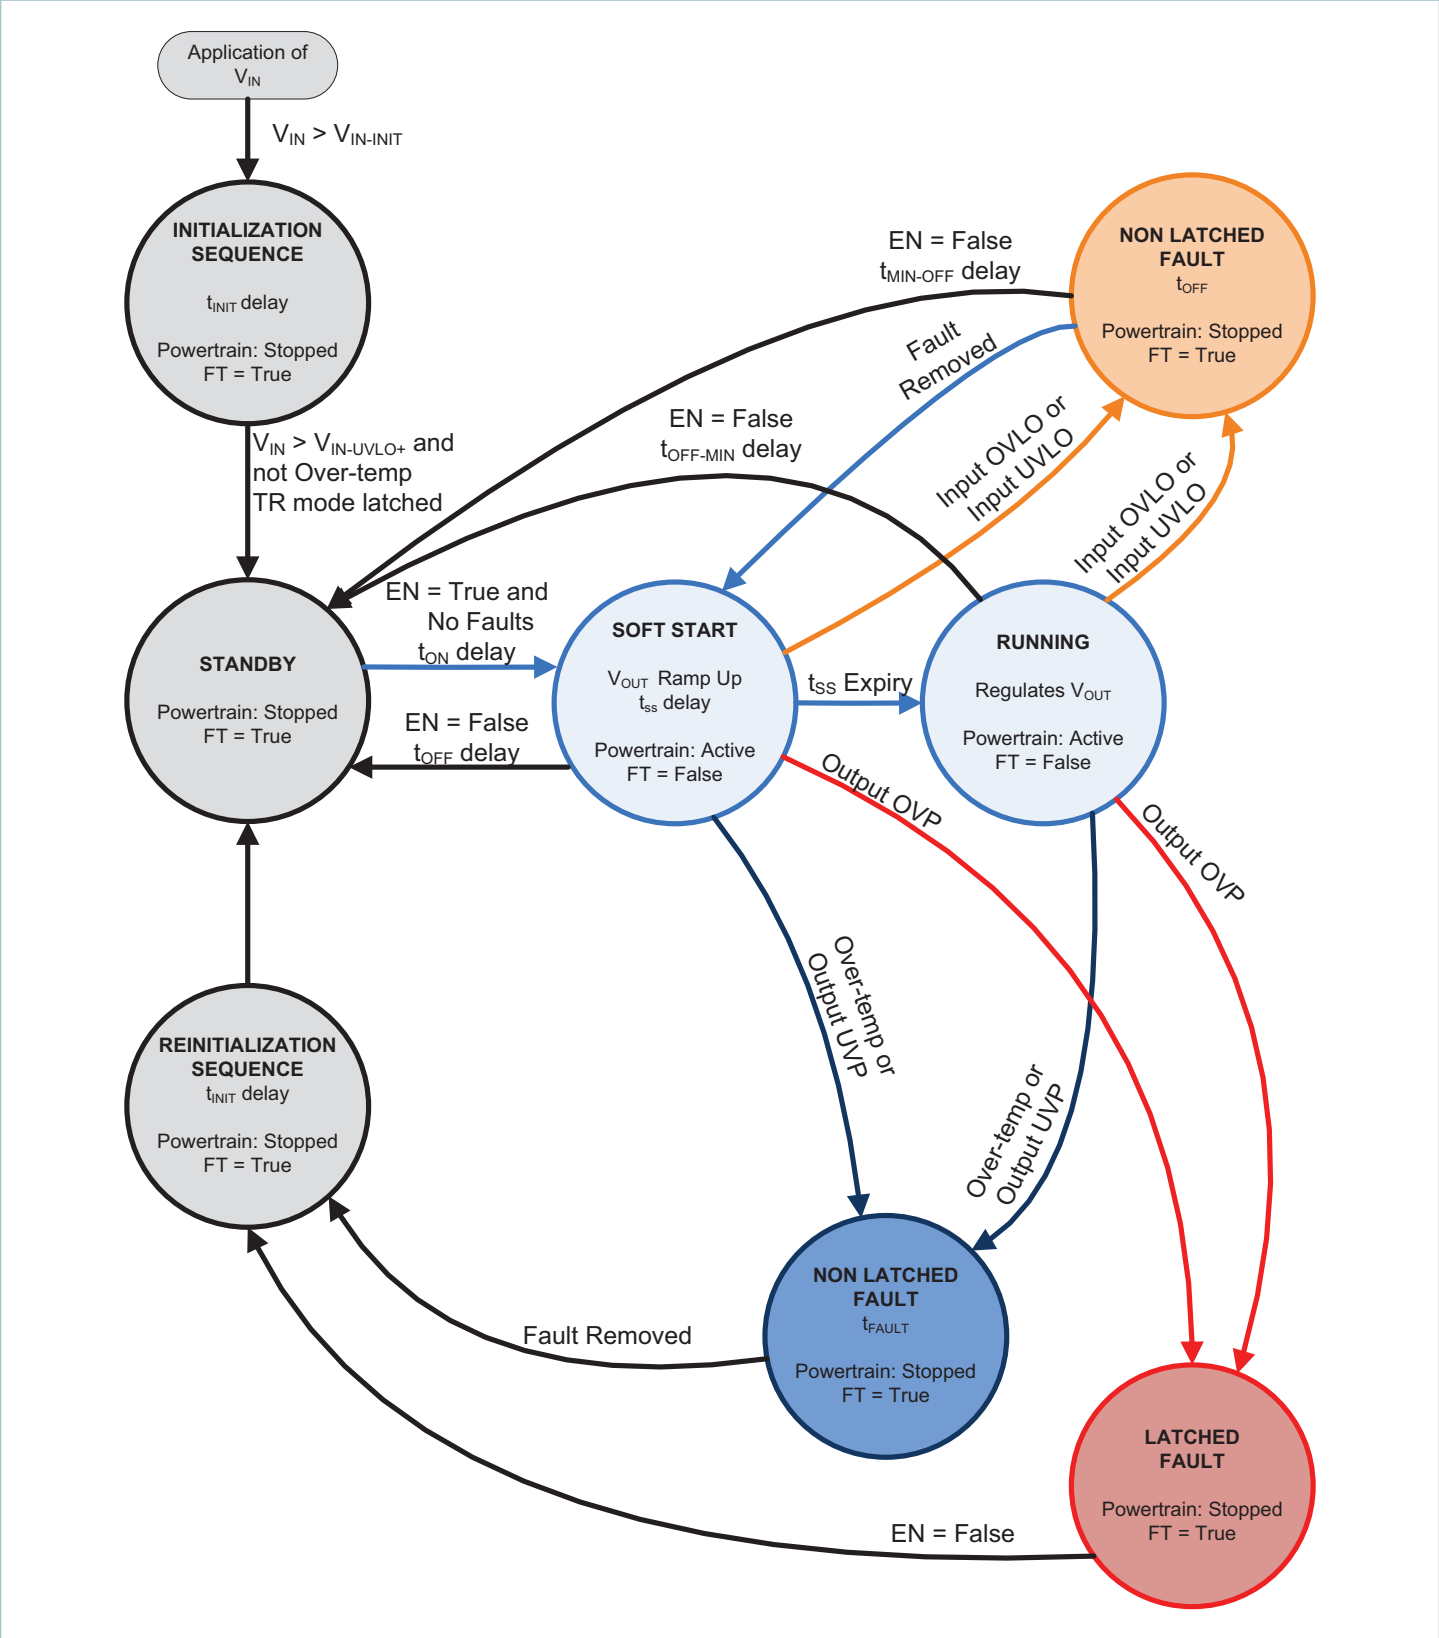 Application of
VIN
VIN > VIN-INIT
INITIALIZATION
SEQUENCE
tINIT delay
Powertrain: Stopped
FT = True
VIN > VIN-UVLO+ and
not Over-temp
TR mode latched
NON LATCHED
FAULT
tOFF
Powertrain: Stopped
FT = True
EN = False
tMIN-OFF delay
Fault
Removed
EN = False
tOFF-MIN delay
Input OVLO or
Input UVLO
Input OVLO or
Input UVLO
STANDBY
Powertrain: Stopped
FT = True
EN = True and
No Faults
tON delay
EN = False
tOFF delay
SOFT START
VOUT Ramp Up
tss delay
Powertrain: Active
FT = False
tSS Expiry
RUNNING
Regulates VOUT
Powertrain: Active
FT = False
Output OVP
Output OVP
Over-temp or
Output UVP
Over-temp or
Output UVP
REINITIALIZATION
SEQUENCE
tINIT delay
Powertrain: Stopped
FT = True
Fault Removed
NON LATCHED
FAULT
tFAULT
Powertrain: Stopped
FT = True
EN = False
LATCHED
FAULT
Powertrain: Stopped
FT = True